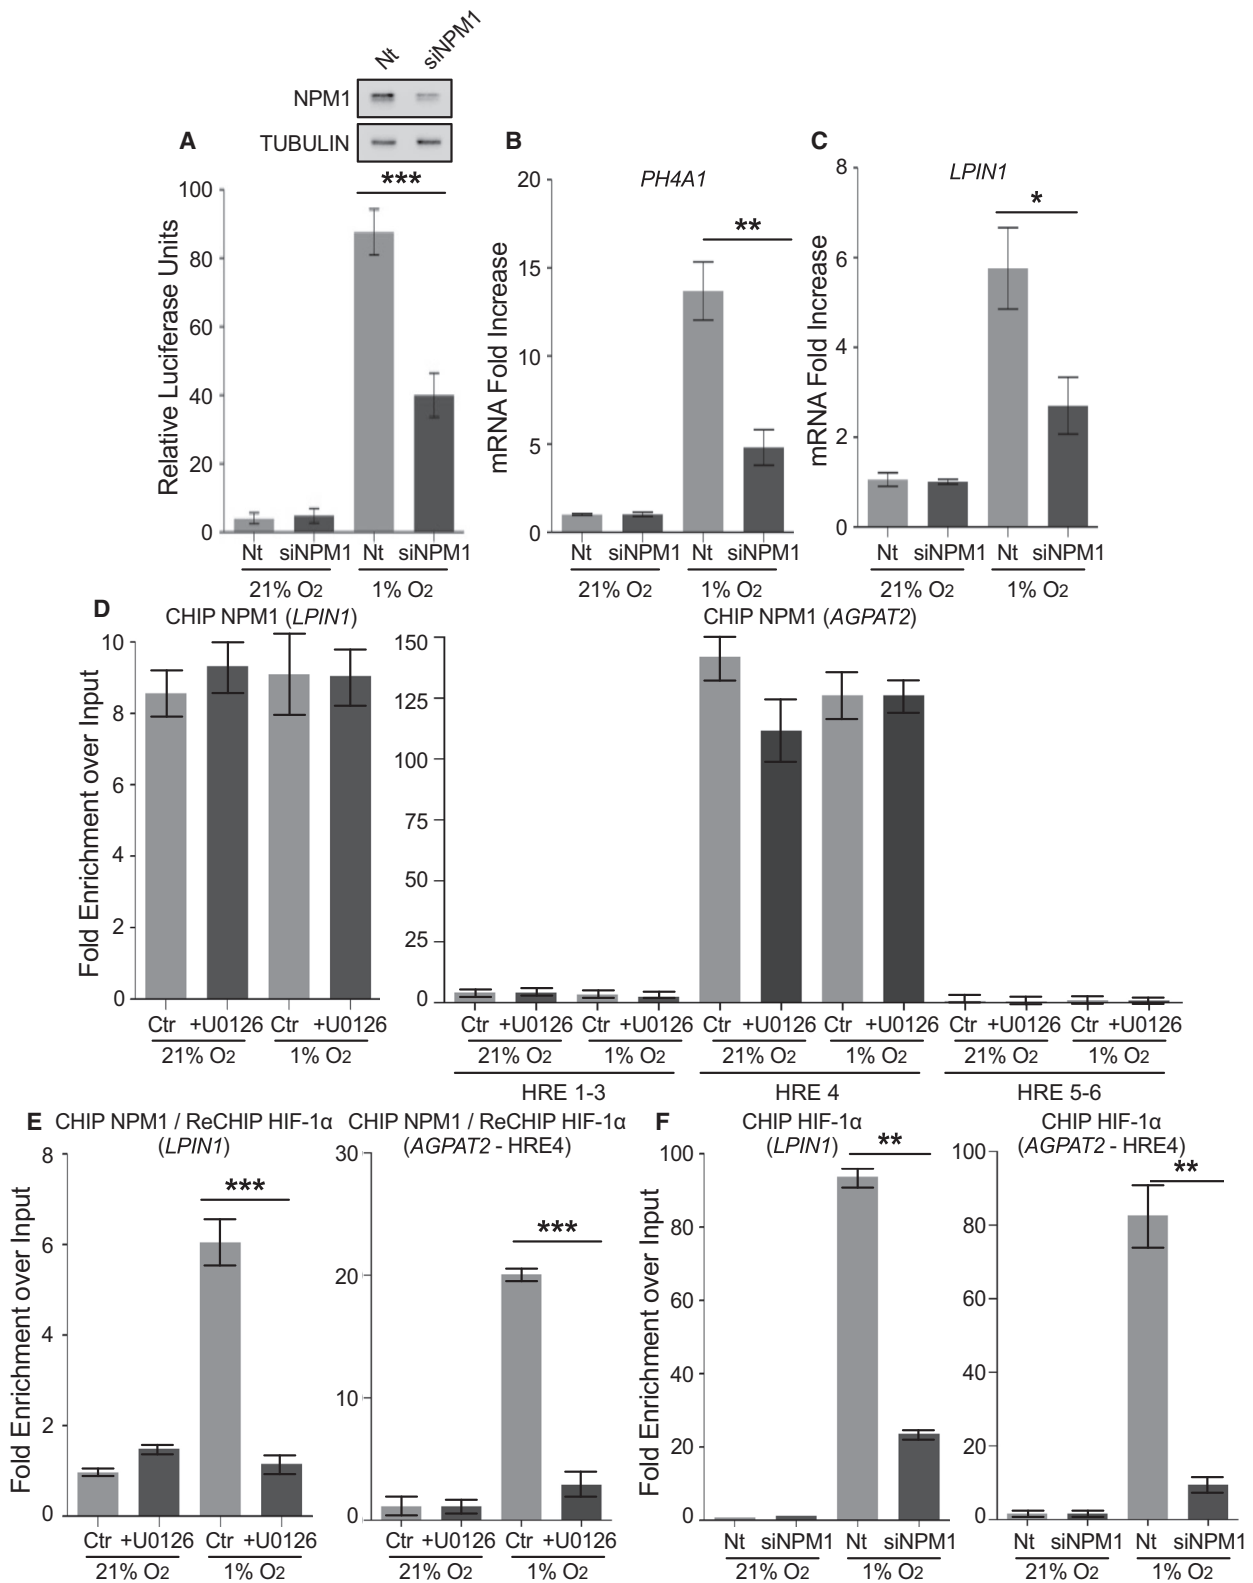 Nt siNPM1
NPM1
TUBULIN
A
***
Relative Luciferase Units
100
80
60
40
20
0
Nt siNPM1 Nt siNPM1
21% O2 1% O2
B
PH4A1
**
mRNA Fold Increase
20
15
10
5
0
Nt siNPM1 Nt siNPM1
21% O2 1% O2
C
LPIN1
*
mRNA Fold Increase
8
6
4
2
0
Nt siNPM1 Nt siNPM1
21% O2 1% O2
D
CHIP NPM1 (LPIN1)
Fold Enrichment over Input
10
8
6
4
2
0
Ctr +U0126 Ctr +U0126
21% O2 1% O2
CHIP NPM1 (AGPAT2)
150
125
100
75
50
25
0
Ctr +U0126 Ctr +U0126 Ctr +U0126 Ctr +U0126 Ctr +U0126 Ctr +U0126
21% O2 1% O2 21% O2 1% O2 21% O2 1% O2
HRE 1-3 HRE 4 HRE 5-6
E
CHIP NPM1 / ReCHIP HIF-1α
(LPIN1)
***
Fold Enrichment over Input
8
6
4
2
0
Ctr +U0126 Ctr +U0126
21% O2 1% O2
CHIP NPM1 / ReCHIP HIF-1α
(AGPAT2 - HRE4)
***
30
20
10
0
Ctr +U0126 Ctr +U0126
21% O2 1% O2
F
CHIP HIF-1α
(LPIN1)
**
Fold Enrichment over Input
100
80
60
40
20
0
Nt siNPM1 Nt siNPM1
21% O2 1% O2
CHIP HIF-1α
(AGPAT2 - HRE4)
**
100
80
60
40
20
0
Nt siNPM1 Nt siNPM1
21% O2 1% O2